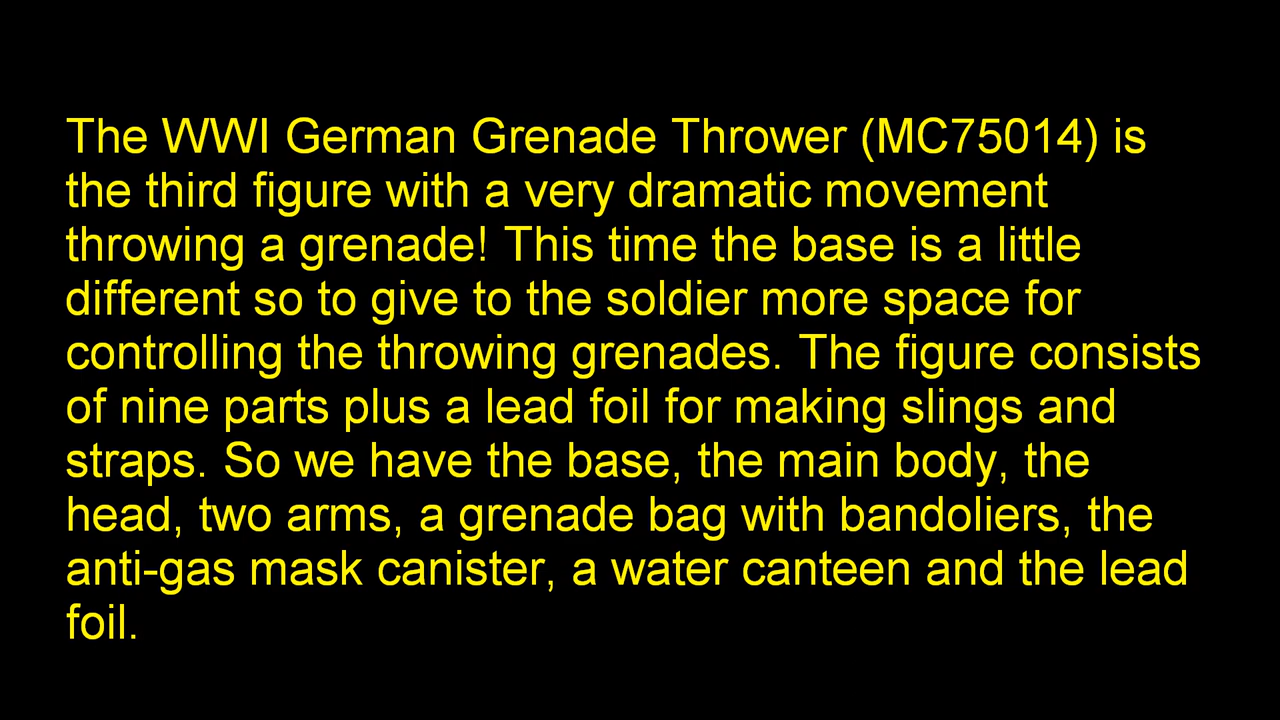 The WWI German Grenade Thrower (MC75014) is
the third figure with a very dramatic movement
throwing a grenade! This time the base is a little
different so to give to the soldier more space for
controlling the throwing grenades. The figure consists
of nine parts plus a lead foil for making slings and
straps. So we have the base, the main body, the
head, two arms, a grenade bag with bandoliers, the
anti-gas mask canister, a water canteen and the lead
foil.